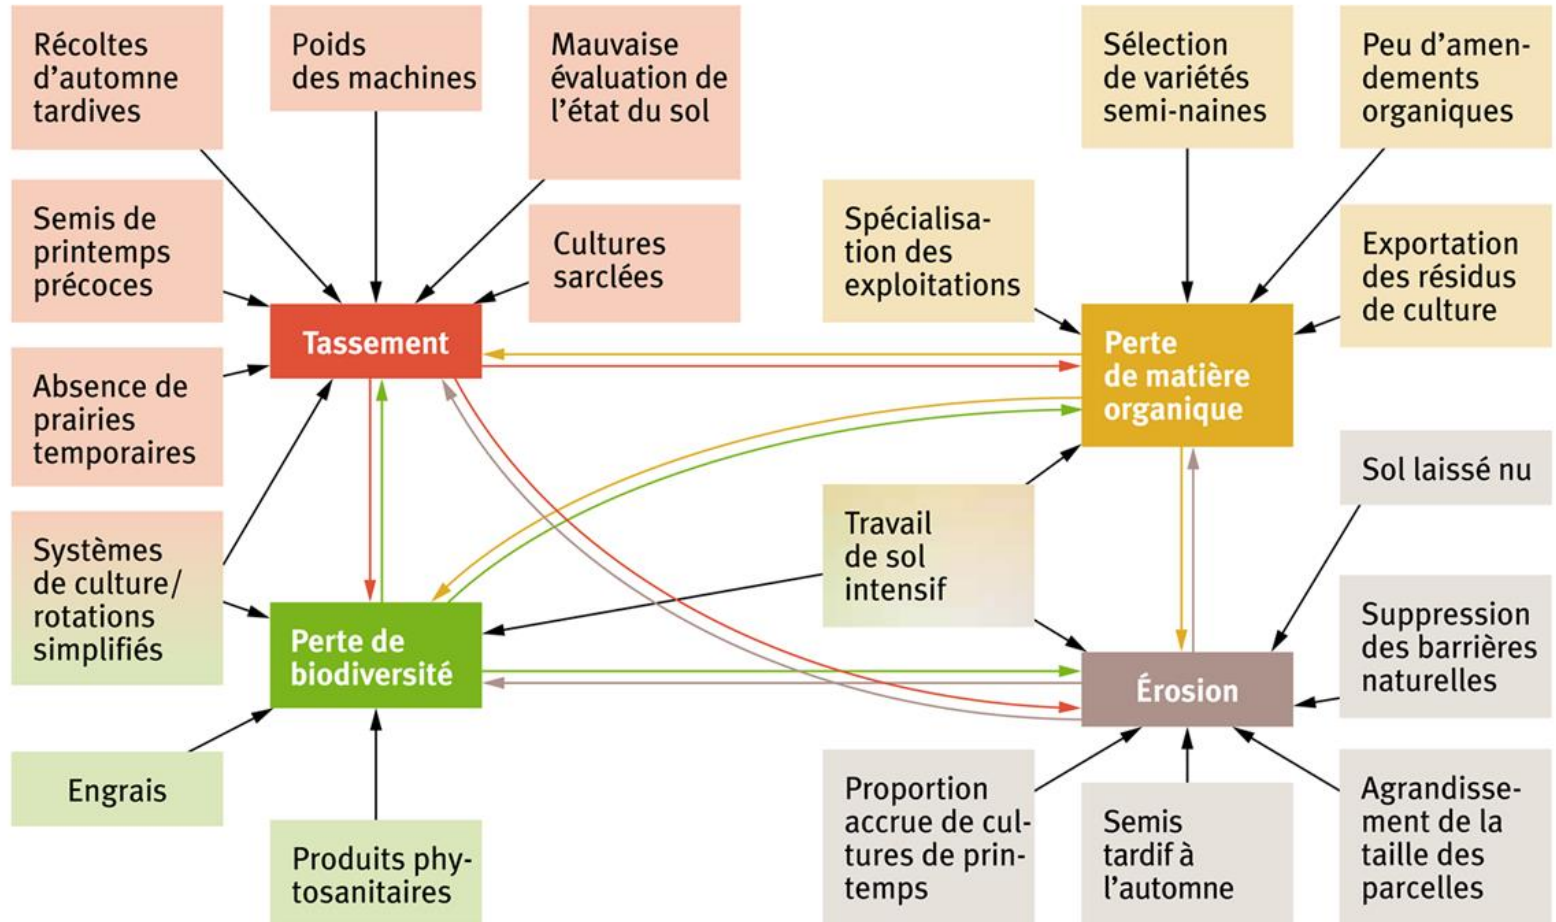 Récoltes
d’automne
tardives
Poids
des machines
Mauvaise
évaluation de
l’état du sol
Sélection
de variétés
semi-naines
Peu d’amen-
dements
organiques
Semis de
printemps
précoces
Cultures
sarclées
Spécialisa-
tion des
exploitations
Exportation
des résidus
de culture
Tassement
Perte
de matière
organique
Absence de
prairies
temporaires
Sol laissé nu
Systèmes
de culture/
rotations
simplifiés
Travail
de sol
intensif
Suppression
des barrières
naturelles
Perte de
biodiversité
Érosion
Engrais
Produits phy-
tosanitaires
Proportion
accrue de cul-
tures de prin-
temps
Semis
tardif à
l’automne
Agrandisse-
ment de la
taille des
parcelles